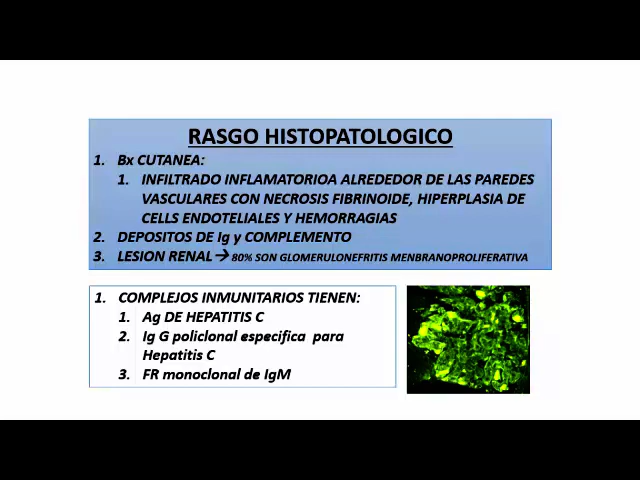 RASGO HISTOPATOLOGICO
1. Bx CUTANEA:
1. INFILTRADO INFLAMATORIOA ALREDEDOR DE LAS PAREDES
VASCULARES CON NECROSIS FIBRINOIDE, HIPERPLASIA DE
CELLS ENDOTELIALES Y HEMORRAGIAS
2. DEPOSITOS DE Ig y COMPLEMENTO
3. LESION RENAL→ 80% SON GLOMERULONEFRITIS MENBRANOPROLIFERATIVA
1. COMPLEJOS INMUNITARIOS TIENEN:
1. Ag DE HEPATITIS C
2. Ig G policlonal especifica para
Hepatitis C
3. FR monoclonal de IgM